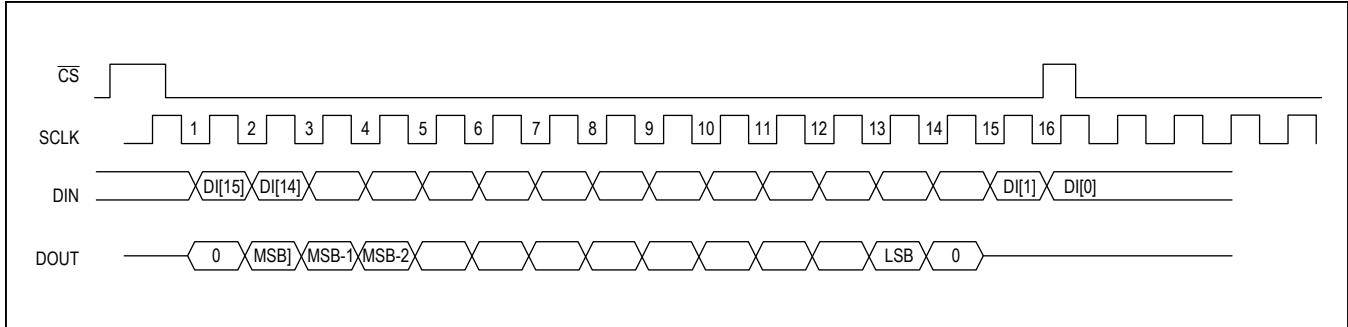 CS
SCLK 1 2 3 4 5 6 7 8 9 10 11 12 13 14 15 16
DIN DI[15] DI[14] DI[1] DI[0]
DOUT 0 MSB] MSB-1 MSB-2 LSB 0